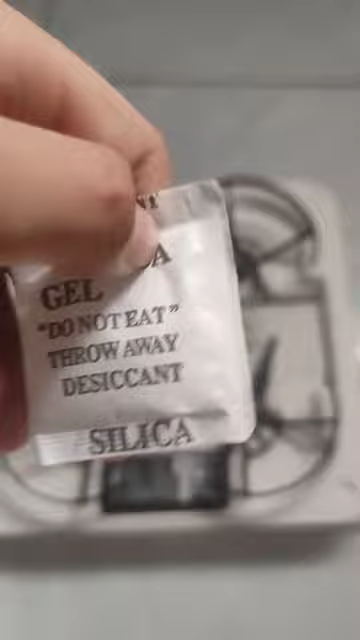 GEL
"DO NOT EAT"
THROW AWAY
DESICCANT
SILICA